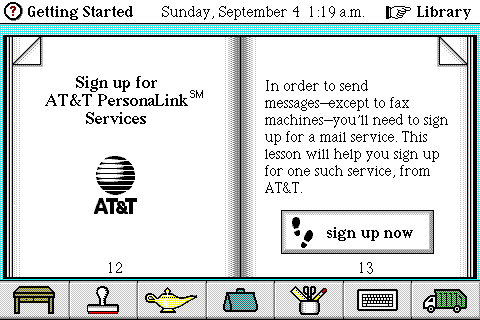 Getting Started
Sunday, September 4 1:19 a.m.
Library
Sign up for
AT&T PersonaLink℠
Services
AT&T
12
In order to send
messages–except to fax
machines–you'll need to sign
up for a mail service. This
lesson will help you sign up
for one such service, from
AT&T.
sign up now
13